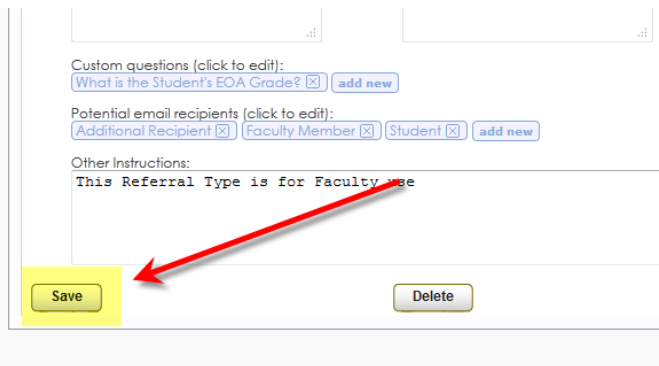 Custom questions (click to edit):
What is the Student's EOA Grade? add new
Potential email recipients (click to edit):
Additional Recipient Faculty Member Student add new
Other Instructions:
This Referral Type is for Faculty use
Save Delete